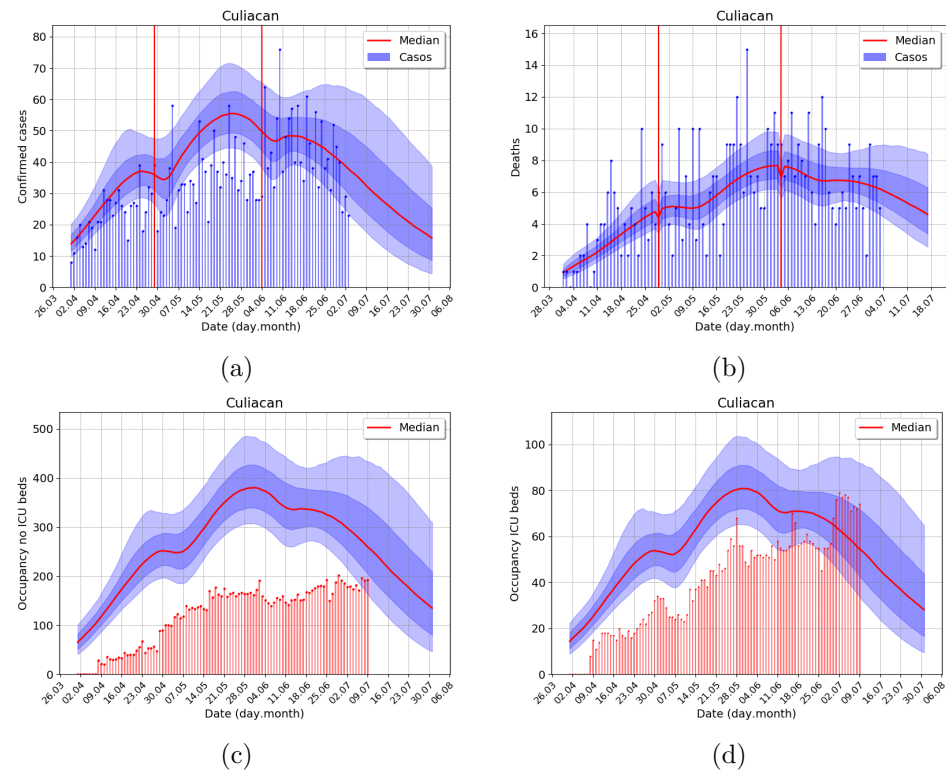 Culiacan
Confirmed cases
80
70
60
50
40
30
20
10
0
Median
Casos
26.03 02.04 09.04 16.04 23.04 30.04 07.05 14.05 21.05 28.05 04.06 11.06 18.06 25.06 02.07 09.07 16.07 23.07 30.07 06.08
Date (day.month)
(a)
Culiacan
Deaths
16
14
12
10
8
6
4
2
0
Median
Casos
28.03 04.04 11.04 18.04 25.04 02.05 09.05 16.05 23.05 30.05 06.06 13.06 20.06 27.06 04.07 11.07 18.07
Date (day.month)
(b)
Culiacan
Occupancy no ICU beds
500
400
300
200
100
0
Median
26.03 02.04 09.04 16.04 23.04 30.04 07.05 14.05 21.05 28.05 04.06 11.06 18.06 25.06 02.07 09.07 16.07 23.07 30.07 06.08
Date (day.month)
(c)
Culiacan
Occupancy ICU beds
100
80
60
40
20
0
Median
26.03 02.04 09.04 16.04 23.04 30.04 07.05 14.05 21.05 28.05 04.06 11.06 18.06 25.06 02.07 09.07 16.07 23.07 30.07 06.08
Date (day.month)
(d)